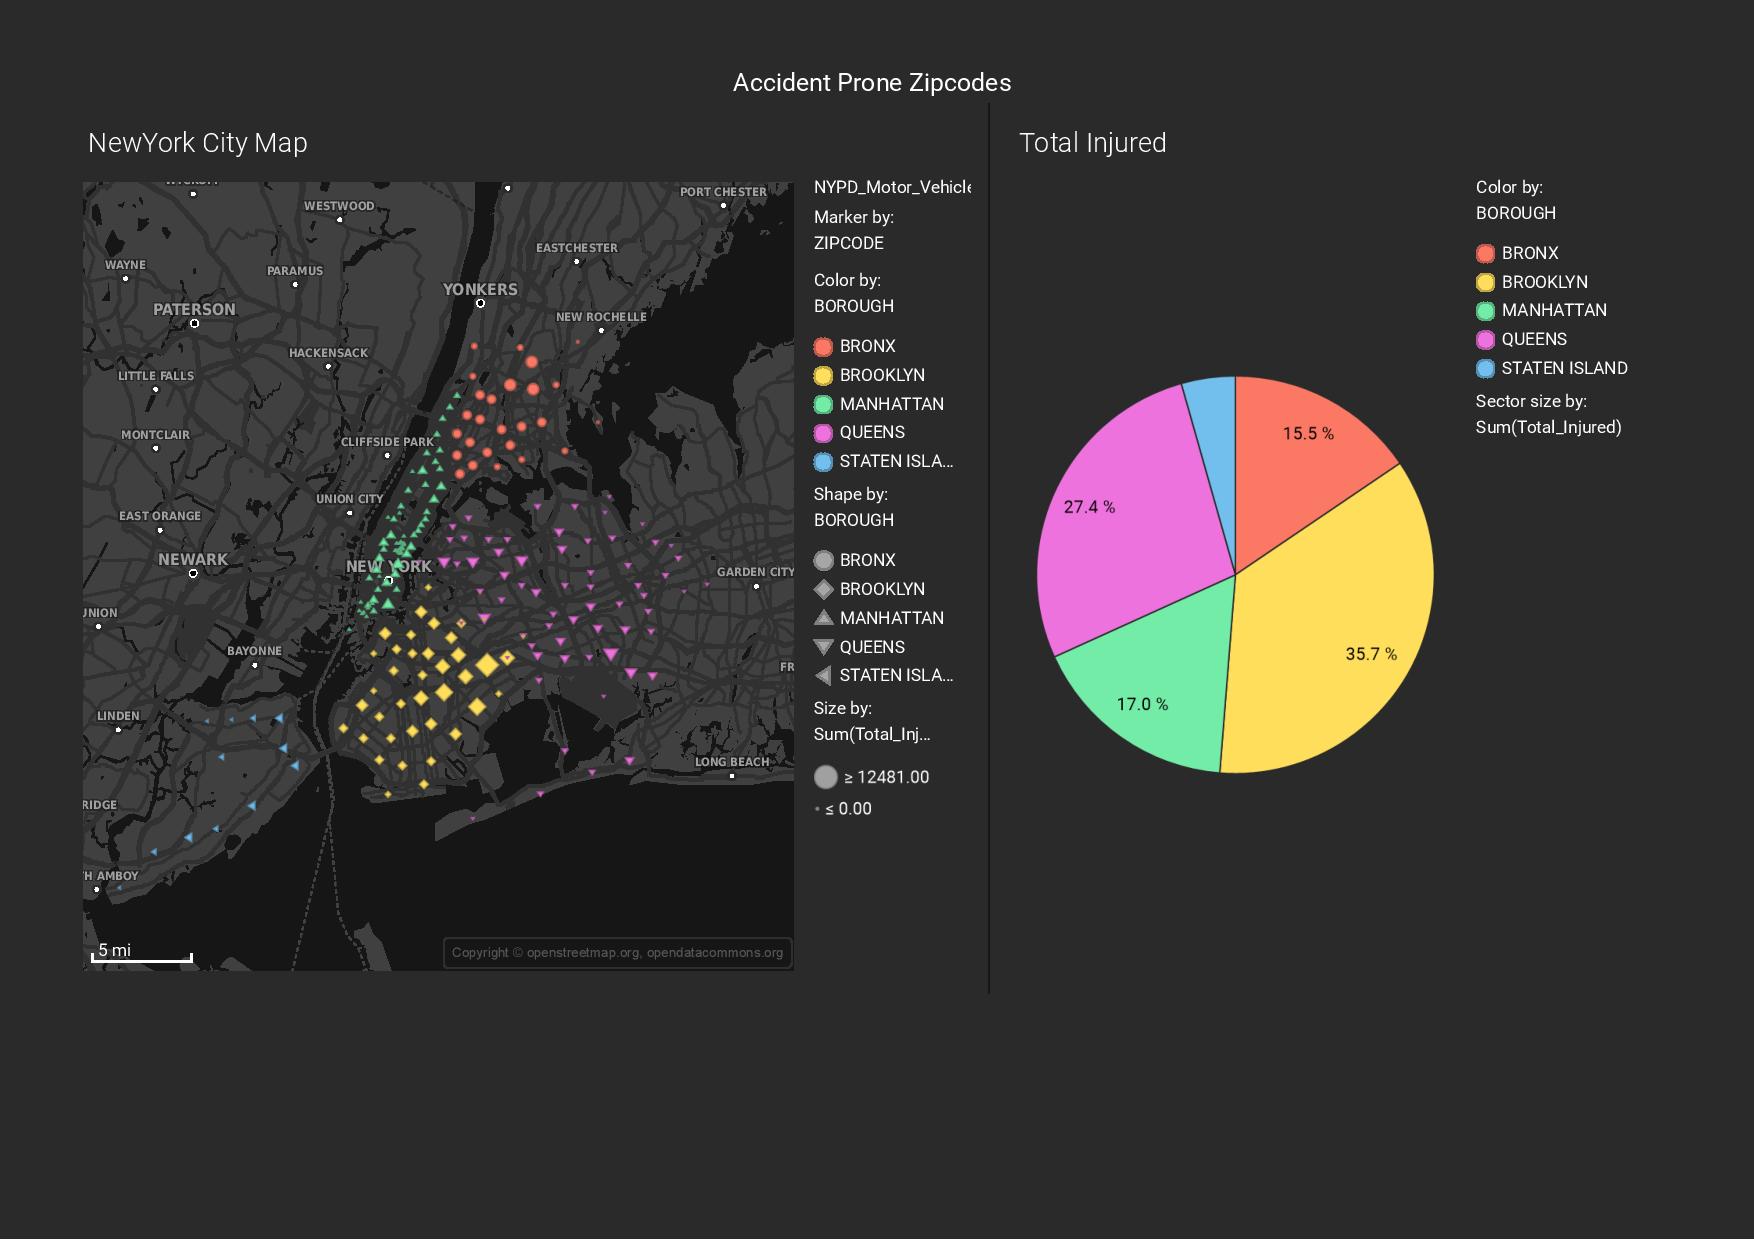 Accident Prone Zipcodes
NewYork City Map
WESTWOOD
PORT CHESTER
EASTCHESTER
WAYNE
PARAMUS
YONKERS
PATERSON
NEW ROCHELLE
HACKENSACK
LITTLE FALLS
MONTCLAIR
CLIFFSIDE PARK
UNION CITY
EAST ORANGE
NEWARK
NEW YORK
GARDEN CITY
UNION
BAYONNE
FR
LINDEN
LONG BEACH
RIDGE
H AMBOY
5 mi
Copyright © openstreetmap.org, opendatacommons.org
NYPD_Motor_Vehicle
Marker by:
ZIPCODE
Color by:
BOROUGH
BRONX
BROOKLYN
MANHATTAN
QUEENS
STATEN ISLA...
Shape by:
BOROUGH
BRONX
BROOKLYN
MANHATTAN
QUEENS
STATEN ISLA...
Size by:
Sum(Total_Inj...
≥ 12481.00
≤ 0.00
Total Injured
15.5 %
27.4 %
35.7 %
17.0 %
Color by:
BOROUGH
BRONX
BROOKLYN
MANHATTAN
QUEENS
STATEN ISLAND
Sector size by:
Sum(Total_Injured)